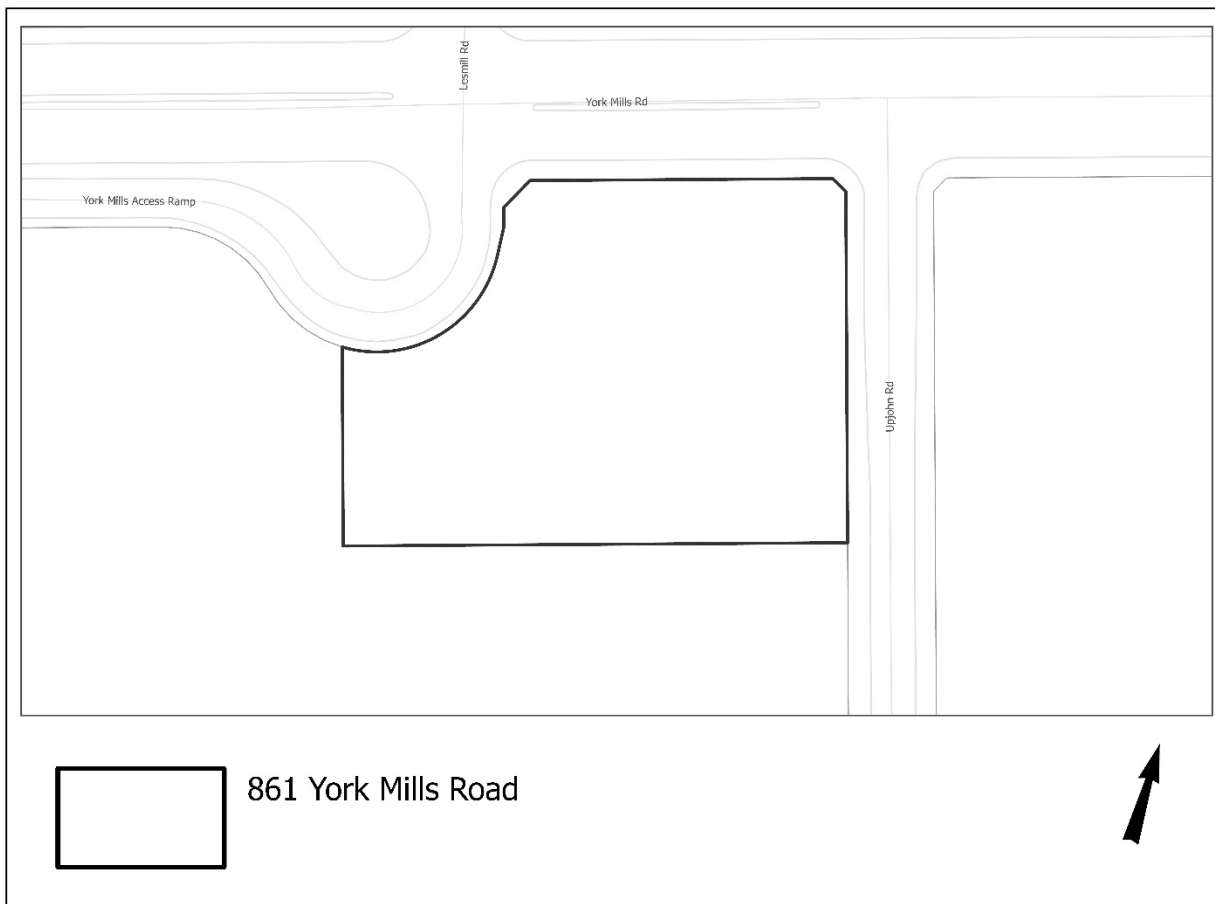 Lesmill Rd
York Mills Rd
York Mills Access Ramp
Upjohn Rd
861 York Mills Road